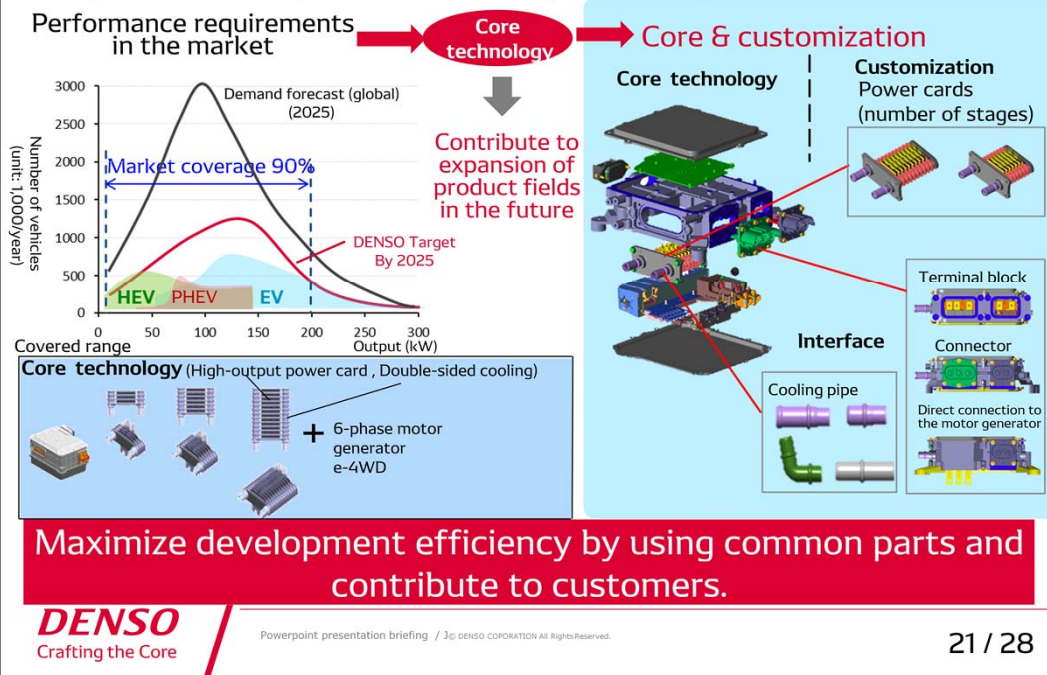 Performance requirements
in the market
Core
technology
Core & customization
Number of vehicles
(unit: 1,000/year)
3000
2500
2000
1500
1000
500
0
Demand forecast (global)
(2025)
Market coverage 90%
DENSO Target
By 2025
HEV
PHEV
EV
0
50
100
150
200
300
Output (kW)
Contribute to
expansion of
product fields
in the future
Core technology
Customization
Power cards
(number of stages)
Interface
Terminal block
Connector
Direct connection to
the motor generator
Cooling pipe
Covered range
Core technology (High-output power card , Double-sided cooling)
+
6-phase motor
generator
e-4WD
Maximize development efficiency by using common parts and
contribute to customers.
DENSO
Crafting the Core
Powerpoint presentation briefing / J© DENSO COPORATION All Rights Reserved.
21 / 28